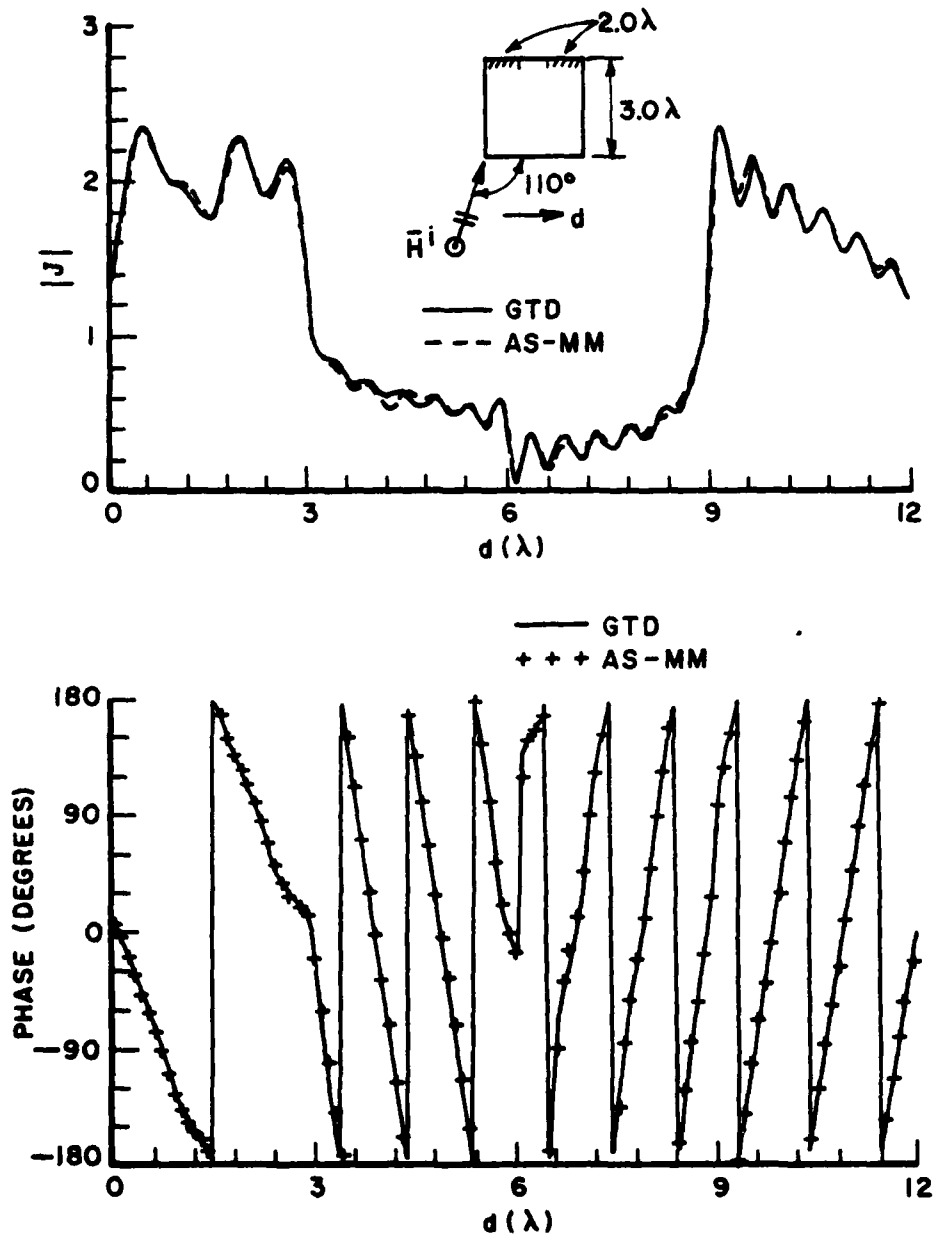 3
2
1
0
|J|
2.0λ
3.0λ
110°
d
H̄ⁱ
GTD
AS-MM
0 3 6 9 12
d(λ)
GTD
+ + + AS-MM
180
90
0
-90
-180
PHASE (DEGREES)
0 3 6 9 12
d(λ)